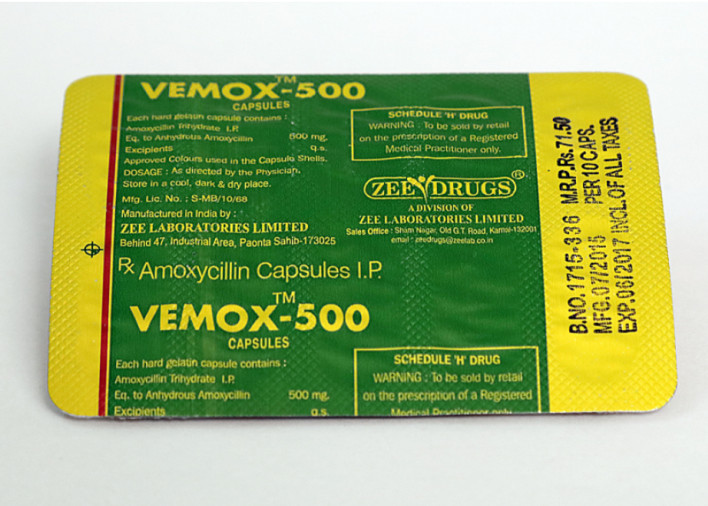 VEMOX-500
TM
CAPSULES
Each hard gelatin capsule contains :
Amoxycillin Trihydrate I.P.
Eq. to Anhydrous Amoxycillin 500 mg.
Excipients q.s.
Approved Colours used in the Capsule Shells.
DOSAGE : As directed by the Physician.
Store in a cool, dark & dry place.
Mfg. Lic. No. : S-MB/10/68
Manufactured in India by :
ZEE LABORATORIES LIMITED
Behind 47, Industrial Area, Paonta Sahib-173025
SCHEDULE 'H' DRUG
WARNING : To be sold by retail
on the prescription of a Registered
Medical Practitioner only.
ZEE DRUGS ®
A DIVISION OF
ZEE LABORATORIES LIMITED
Sales Office : Sham Nagar, Old G.T. Road, Karnal-132001
email : zeedrugs@zeelab.co.in
Rx Amoxycillin Capsules I.P.
VEMOX-500
TM
CAPSULES
Each hard gelatin capsule contains :
Amoxycillin Trihydrate I.P.
Eq. to Anhydrous Amoxycillin 500 mg.
Excipients q.s.
SCHEDULE 'H' DRUG
WARNING : To be sold by retail
on the prescription of a Registered
Medical Practitioner only.
B.NO. 1715-336 M.R.P.Rs.71.50
MFG.07/2015 PER 10 CAPS.
EXP.06/2017 INCL.OF ALL TAXES